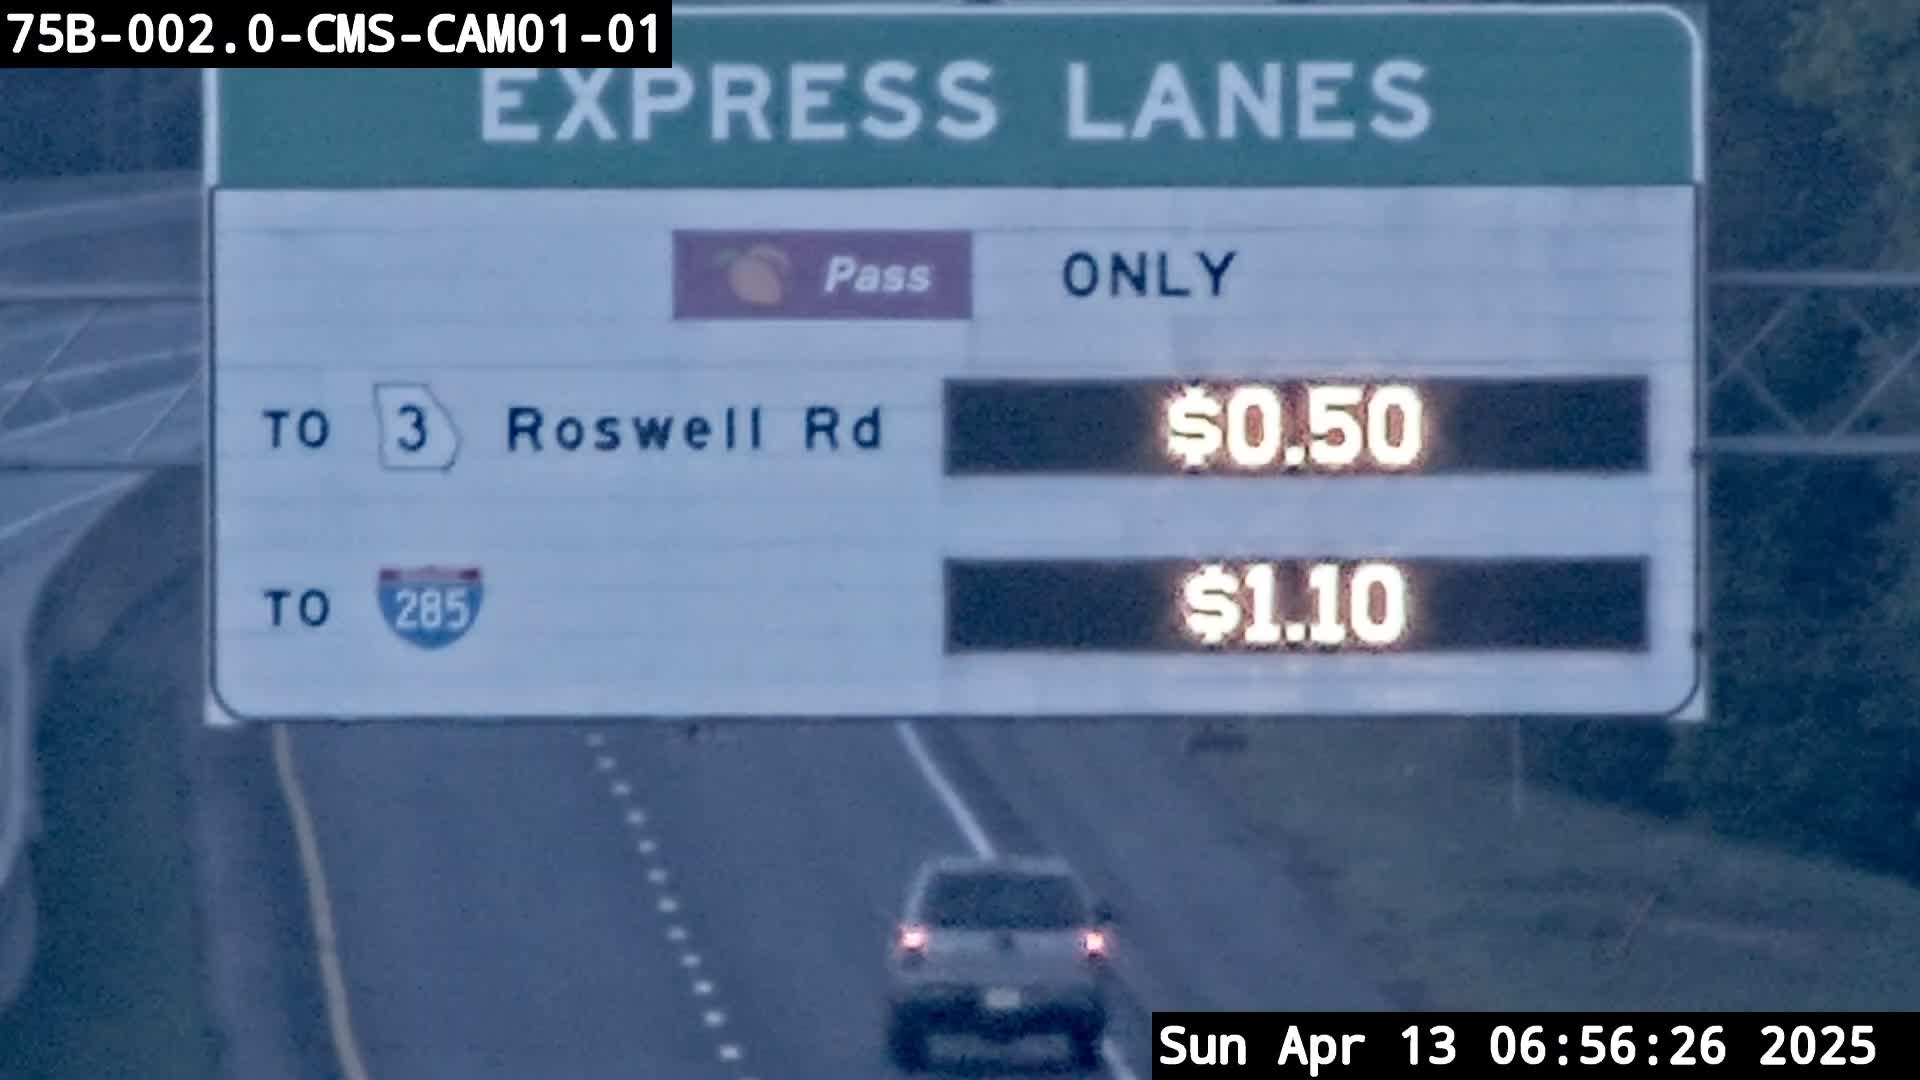 75B-002.0-CMS-CAM01-01
EXPRESS LANES
Pass ONLY
TO 3 Roswell Rd $0.50
TO 285 $1.10
Sun Apr 13 06:56:26 2025